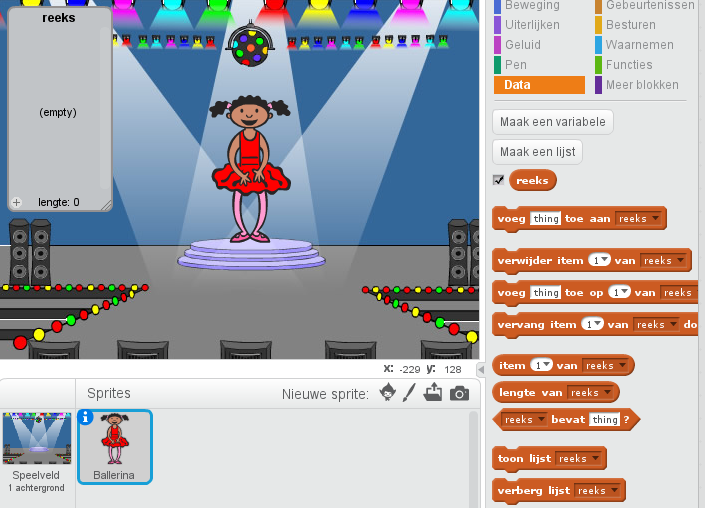 reeks
(empty)
lengte: 0
x: -229 y: 128
Sprites
Nieuwe sprite:
Speelveld
1 achtergrond
Ballerina
Beweging
Gebeurtenissen
Uiterlijken
Besturen
Geluid
Waarnemen
Pen
Functies
Data
Meer blokken
Maak een variabele
Maak een lijst
reeks
voeg thing toe aan reeks
verwijder item 1 van reeks
voeg thing toe op 1 van reeks
vervang item 1 van reeks do
item 1 van reeks
lengte van reeks
reeks bevat thing ?
toon lijst reeks
verberg lijst reeks